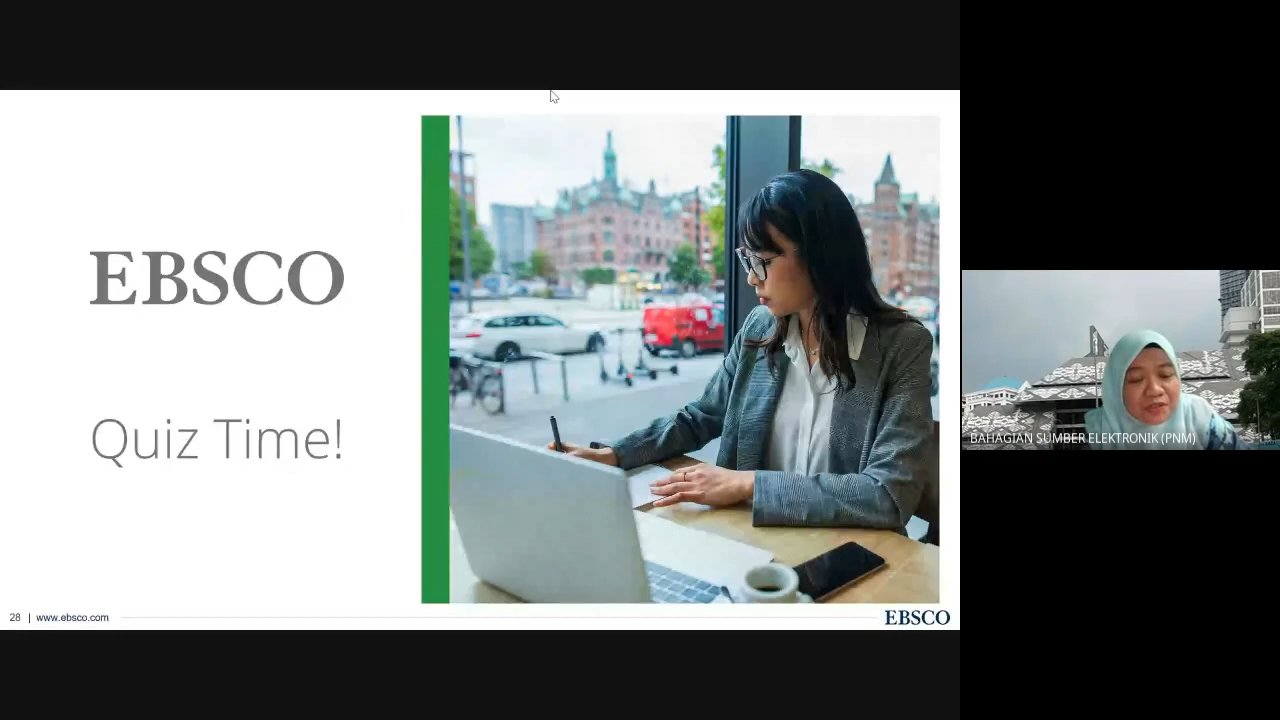 EBSCO
Quiz Time!
28 | www.ebsco.com
EBSCO
BAHAGIAN SUMBER ELEKTRONIK (PNM)